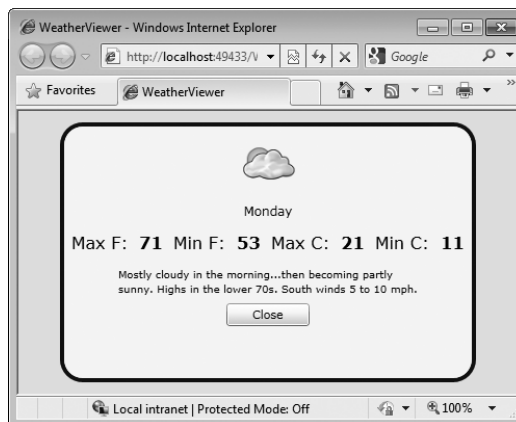 WeatherViewer - Windows Internet Explorer
http://localhost:49433/V
Google
Favorites
WeatherViewer
Monday
Max F: 71 Min F: 53 Max C: 21 Min C: 11
Mostly cloudy in the morning...then becoming partly
sunny. Highs in the lower 70s. South winds 5 to 10 mph.
Close
Local intranet | Protected Mode: Off
100%